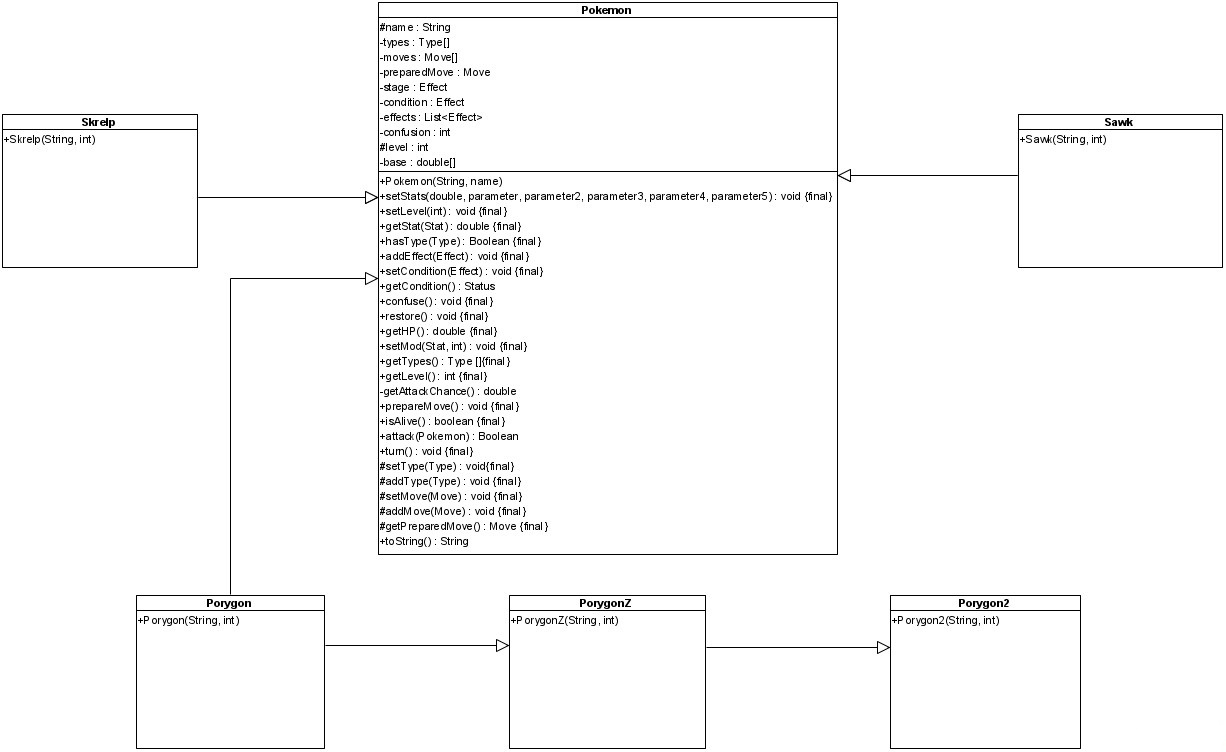 Pokemon
#name : String
-types : Type[]
-moves : Move[]
-preparedMove : Move
-stage : Effect
-condition : Effect
-effects : List<Effect>
-confusion : int
#level : int
-base : double[]
+Pokemon(String, name)
+setStats(double, parameter, parameter2, parameter3, parameter4, parameter5) : void {final}
+setLevel(int) : void {final}
+getStat(Stat) : double {final}
+hasType(Type) : Boolean {final}
+addEffect(Effect) : void {final}
+setCondition(Effect) : void {final}
+getCondition() : Status
+confuse() : void {final}
+restore() : void {final}
+getHP() : double {final}
+setMod(Stat, int) : void {final}
+getTypes() : Type []{final}
+getLevel() : int {final}
-getAttackChance() : double
+prepareMove() : void {final}
+isAlive() : boolean {final}
+attack(Pokemon) : Boolean
+turn() : void {final}
#setType(Type) : void{final}
#addType(Type) : void {final}
#setMove(Move) : void {final}
#addMove(Move) : void {final}
#getPreparedMove() : Move {final}
+toString() : String
Skrelp
+Skrelp(String, int)
Sawk
+Sawk(String, int)
Porygon
+Porygon(String, int)
PorygonZ
+PorygonZ(String, int)
Porygon2
+Porygon2(String, int)